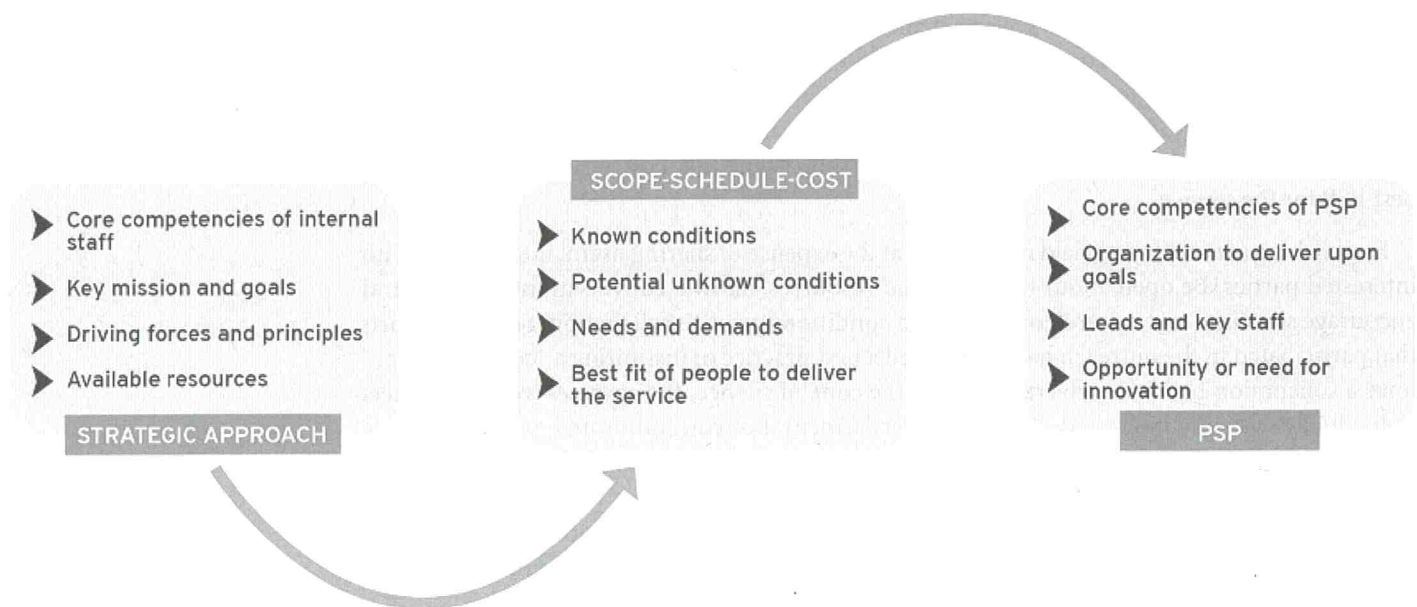 Core competencies of internal
staff
Key mission and goals
Driving forces and principles
Available resources
STRATEGIC APPROACH
SCOPE-SCHEDULE-COST
Known conditions
Potential unknown conditions
Needs and demands
Best fit of people to deliver
the service
Core competencies of PSP
Organization to deliver upon
goals
Leads and key staff
Opportunity or need for
innovation
PSP